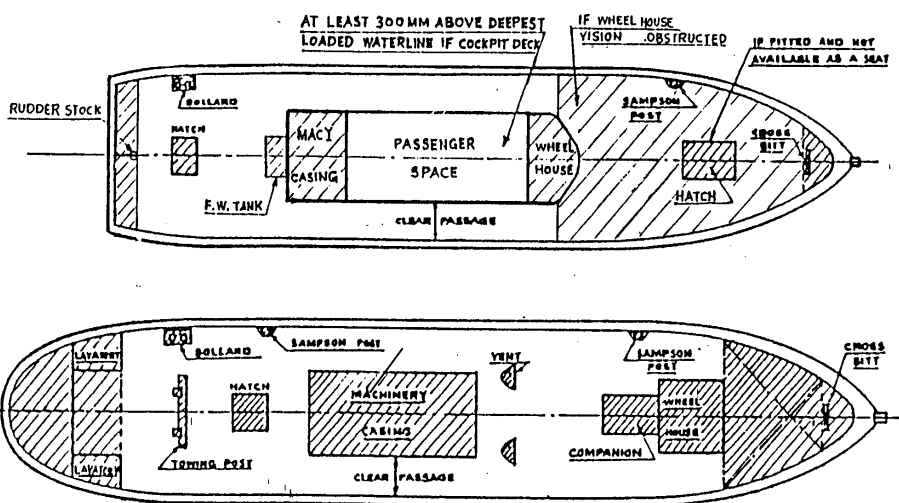 AT LEAST 300MM ABOVE DEEPEST
LOADED WATERLINE IF COCKPIT DECK
IF WHEEL HOUSE
VISION OBSTRUCTED
IF FITTED AND NOT
AVAILABLE AS A SEAT
RUDDER STOCK
BOLLARD
SAMPSON
POST
HATCH
MACY
CASING
PASSENGER
SPACE
WHEEL
HOUSE
CROSS
BITT
F.W. TANK
HATCH
CLEAR PASSAGE
BOLLARD
SAMPSON POST
SAMPSON
POST
CROSS
BITT
LAVATORY
VENT
HATCH
MACHINERY
CASING
WHEEL
HOUSE
COMPANION
LAVATORY
TOWING POST
CLEAR PASSAGE